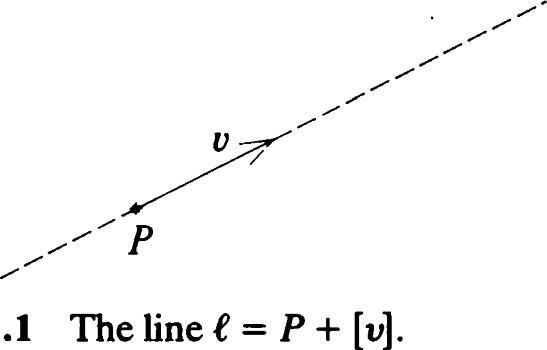 v
P
.1 The line ℓ = P + [v].